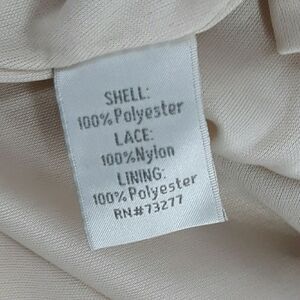 SHELL:
100% Polyester
LACE:
100% Nylon
LINING:
100% Polyester
RN#73277